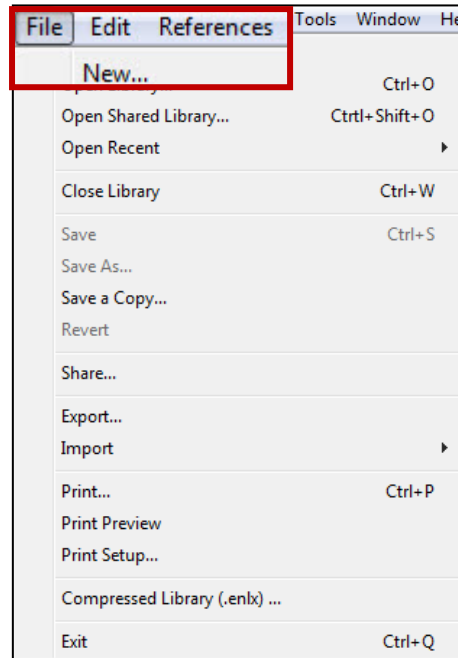 File Edit References Tools Window He
New...
Ctrl+O
Open Shared Library... Ctrtl+Shift+O
Open Recent
Close Library Ctrl+W
Save Ctrl+S
Save As...
Save a Copy...
Revert
Share...
Export...
Import
Print... Ctrl+P
Print Preview
Print Setup...
Compressed Library (.enlx) ...
Exit Ctrl+Q